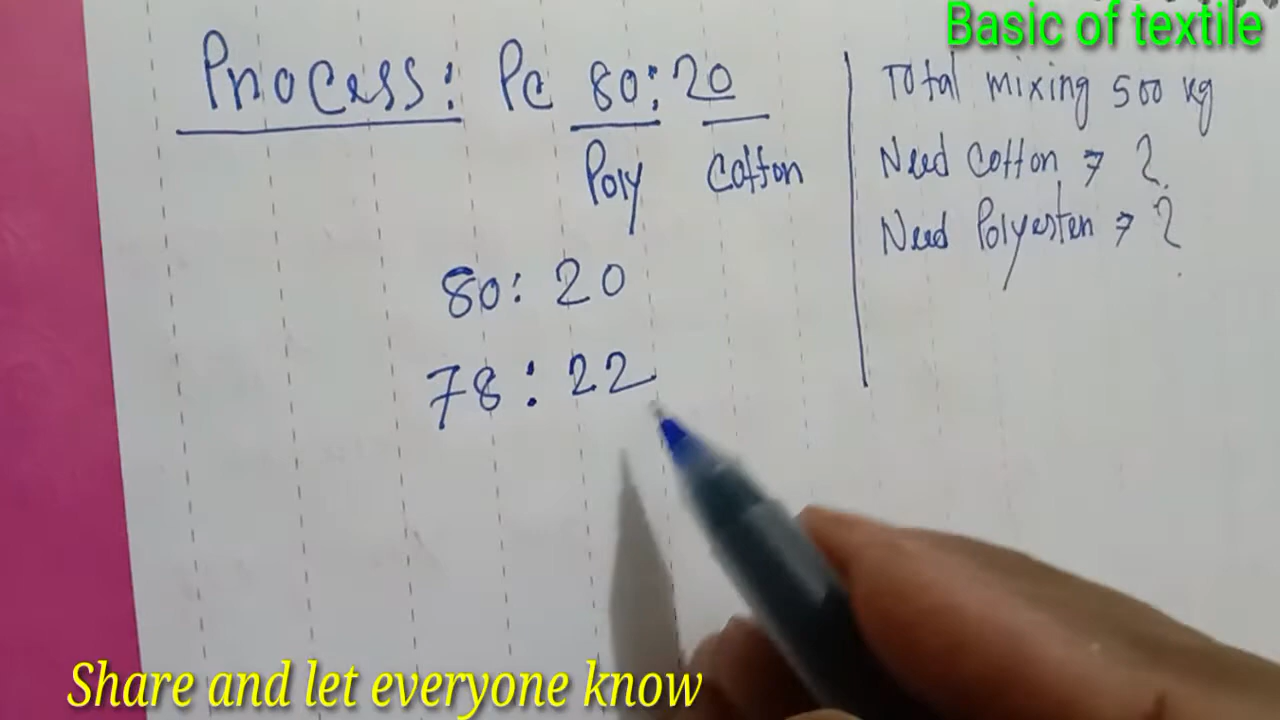 Basic of textile
Process: Pc 80:20
Poly Cotton
80: 20
78: 22
Total mixing 500 kg
Need Cotton → ?
Need Polyester → ?
Share and let everyone know